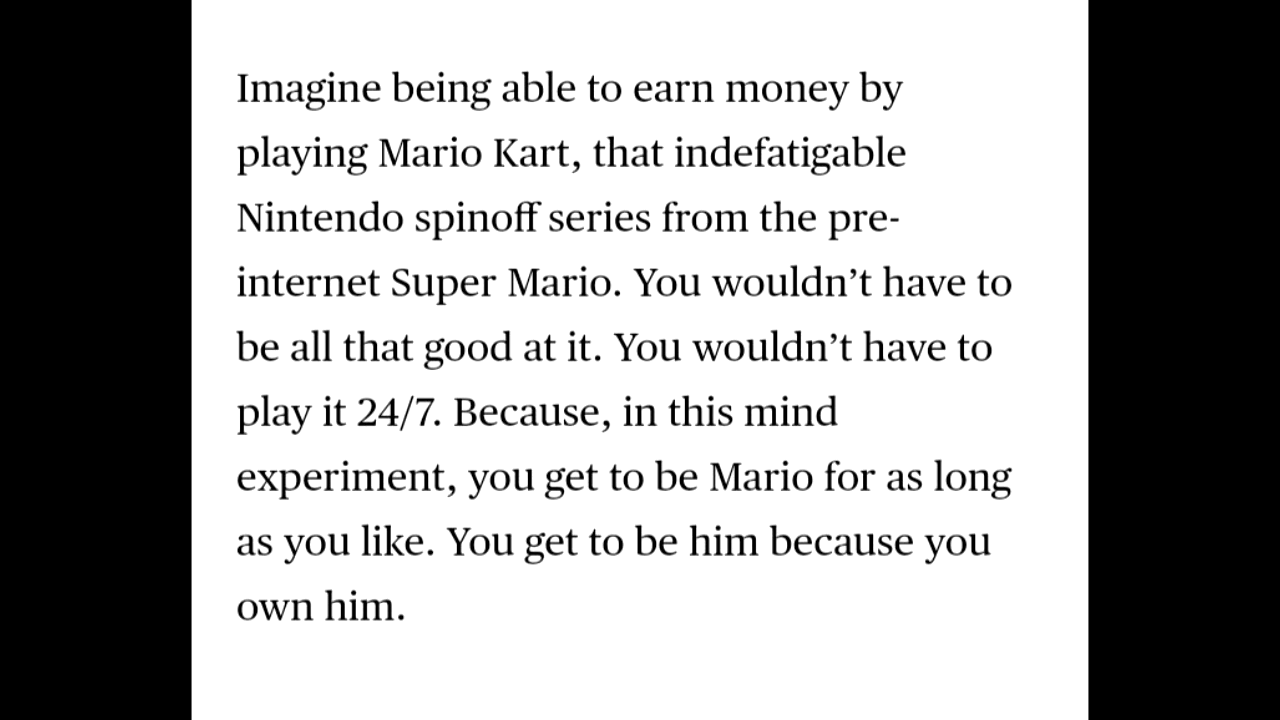 Imagine being able to earn money by
playing Mario Kart, that indefatigable
Nintendo spinoff series from the pre-
internet Super Mario. You wouldn’t have to
be all that good at it. You wouldn’t have to
play it 24/7. Because, in this mind
experiment, you get to be Mario for as long
as you like. You get to be him because you
own him.